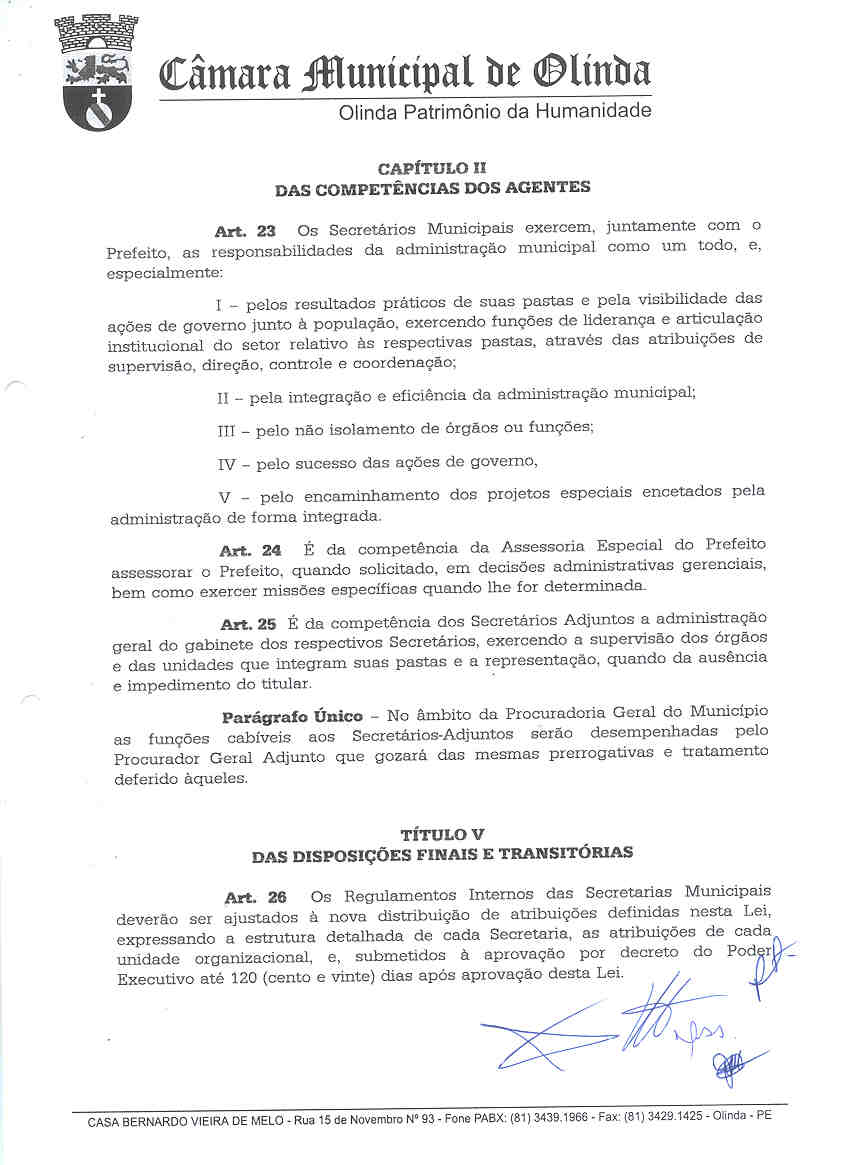 Câmara Municipal de Olinda
Olinda Patrimônio da Humanidade
CAPÍTULO II
DAS COMPETÊNCIAS DOS AGENTES
Art. 23 Os Secretários Municipais exercem, juntamente com o
Prefeito, as responsabilidades da administração municipal como um todo, e,
especialmente:
I – pelos resultados práticos de suas pastas e pela visibilidade das
ações de governo junto à população, exercendo funções de liderança e articulação
institucional do setor relativo às respectivas pastas, através das atribuições de
supervisão, direção, controle e coordenação;
II – pela integração e eficiência da administração municipal;
III – pelo não isolamento de órgãos ou funções;
IV – pelo sucesso das ações de governo,
V – pelo encaminhamento dos projetos especiais encetados pela
administração de forma integrada.
Art. 24 É da competência da Assessoria Especial do Prefeito
assessorar o Prefeito, quando solicitado, em decisões administrativas gerenciais,
bem como exercer missões específicas quando lhe for determinada.
Art. 25 É da competência dos Secretários Adjuntos a administração
geral do gabinete dos respectivos Secretários, exercendo a supervisão dos órgãos
e das unidades que integram suas pastas e a representação, quando da ausência
e impedimento do titular.
Parágrafo Único – No âmbito da Procuradoria Geral do Município
as funções cabíveis aos Secretários-Adjuntos serão desempenhadas pelo
Procurador Geral Adjunto que gozará das mesmas prerrogativas e tratamento
deferido àqueles.
TÍTULO V
DAS DISPOSIÇÕES FINAIS E TRANSITÓRIAS
Art. 26 Os Regulamentos Internos das Secretarias Municipais
deverão ser ajustados à nova distribuição de atribuições definidas nesta Lei,
expressando a estrutura detalhada de cada Secretaria, as atribuições de cada
unidade organizacional, e, submetidos à aprovação por decreto do Poder
Executivo até 120 (cento e vinte) dias após aprovação desta Lei.
CASA BERNARDO VIEIRA DE MELO - Rua 15 de Novembro Nº 93 - Fone PABX: (81) 3439.1966 - Fax: (81) 3429.1425 - Olinda - PE